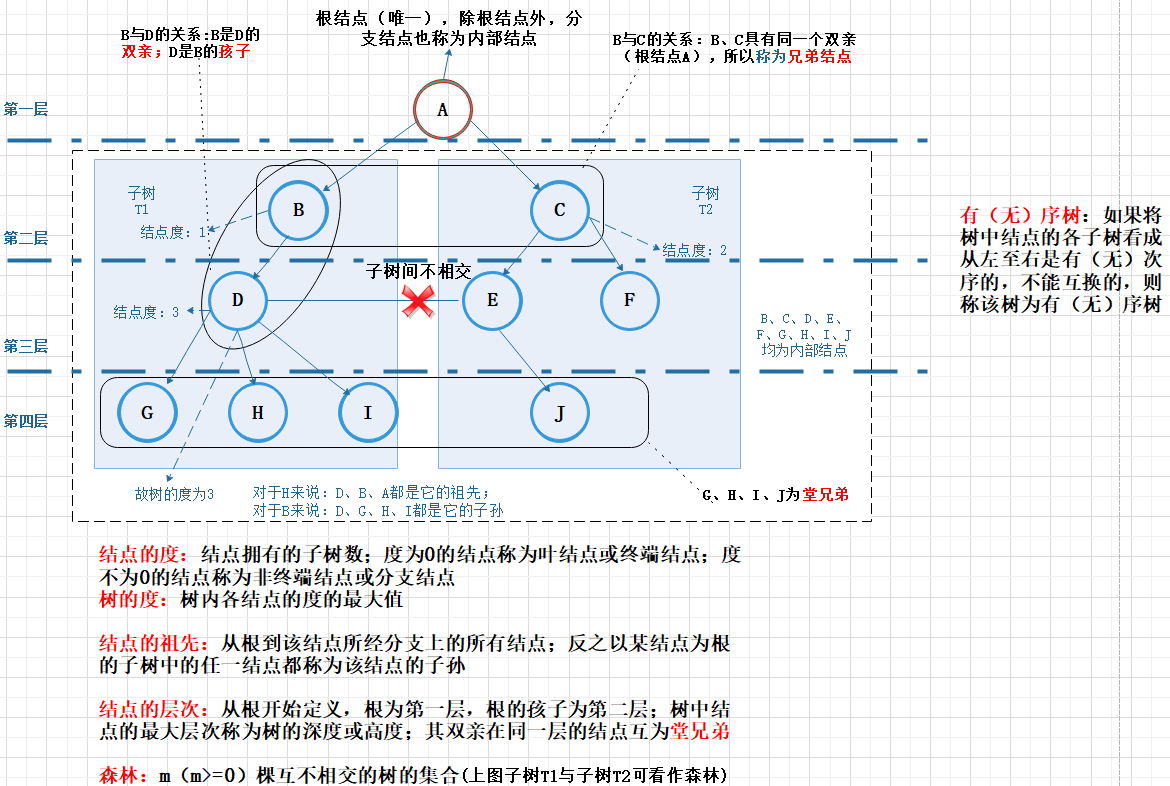 根结点（唯一），除根结点外，分
支结点也称为内部结点
B与D的关系:B是D的
双亲；D是B的孩子
B与C的关系：B、C具有同一个双亲
（根结点A），所以称为兄弟结点
第一层
A
子树
T1
子树
T2
B
C
结点度：1
结点度：2
第二层
有（无）序树：如果将
树中结点的各子树看成
从左至右是有（无）次
序的，不能互换的，则
称该树为有（无）序树
子树间不相交
D
E
F
结点度：3
B、C、D、E、
F、G、H、I、J
均为内部结点
第三层
G
H
I
J
第四层
故树的度为3
对于H来说：D、B、A都是它的祖先；
对于B来说：D、G、H、I都是它的子孙
G、H、I、J为堂兄弟
结点的度：结点拥有的子树数；度为0的结点称为叶结点或终端结点；度
不为0的结点称为非终端结点或分支结点
树的度：树内各结点的度的最大值
结点的祖先：从根到该结点所经分支上的所有结点；反之以某结点为根
的子树中的任一结点都称为该结点的子孙
结点的层次：从根开始定义，根为第一层，根的孩子为第二层；树中结
点的最大层次称为树的深度或高度；其双亲在同一层的结点互为堂兄弟
森林：m（m>=0）棵互不相交的树的集合(上图子树T1与子树T2可看作森林)